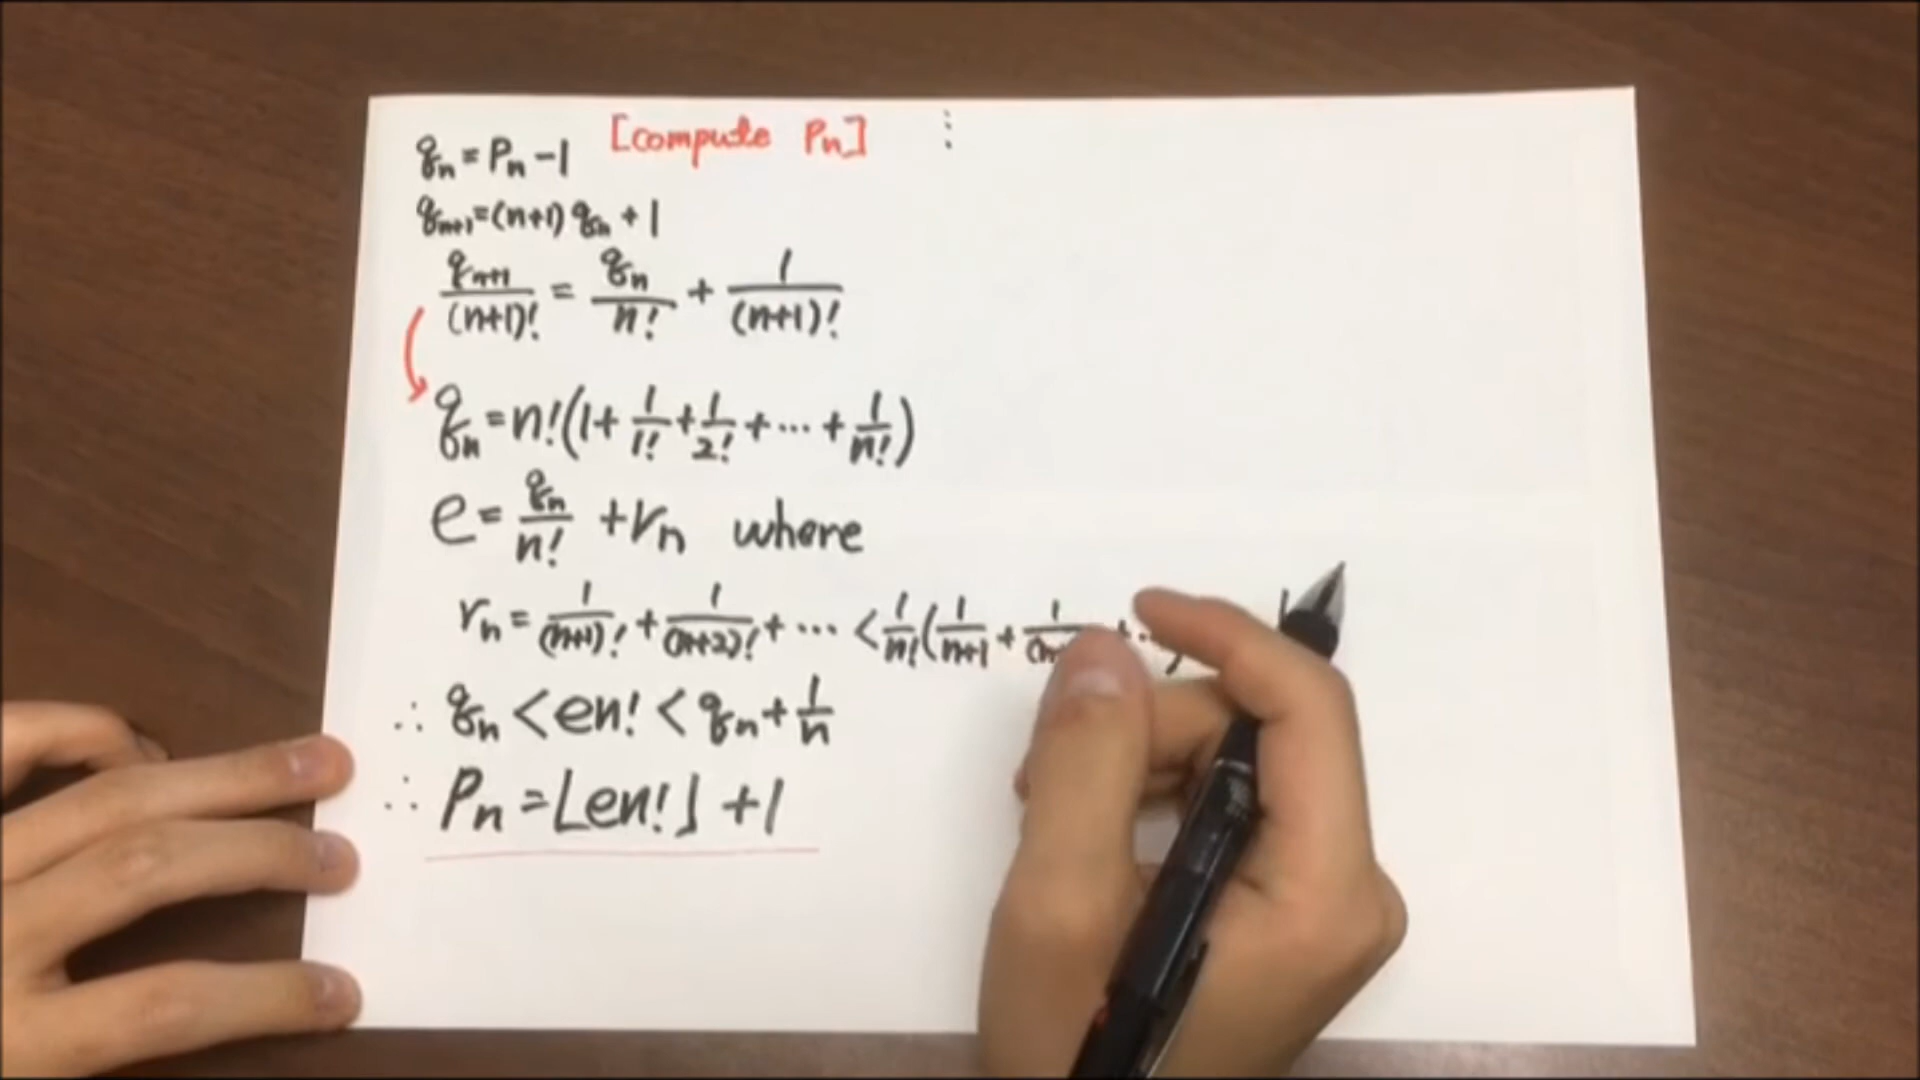 [compute Pn] ⋮
qn = Pn - 1
qn+1 = (n+1) qn + 1
qn+1/(n+1)! = qn/n! + 1/(n+1)!
qn = n!(1 + 1/1! + 1/2! + ⋯ + 1/n!)
e = qn/n! + rn where
rn = 1/(n+1)! + 1/(n+2)! + ⋯ < 1/n!(1/n+1 + 1/
∴ qn < en! < qn + 1/n
∴ Pn = ⌊en!⌋ + 1